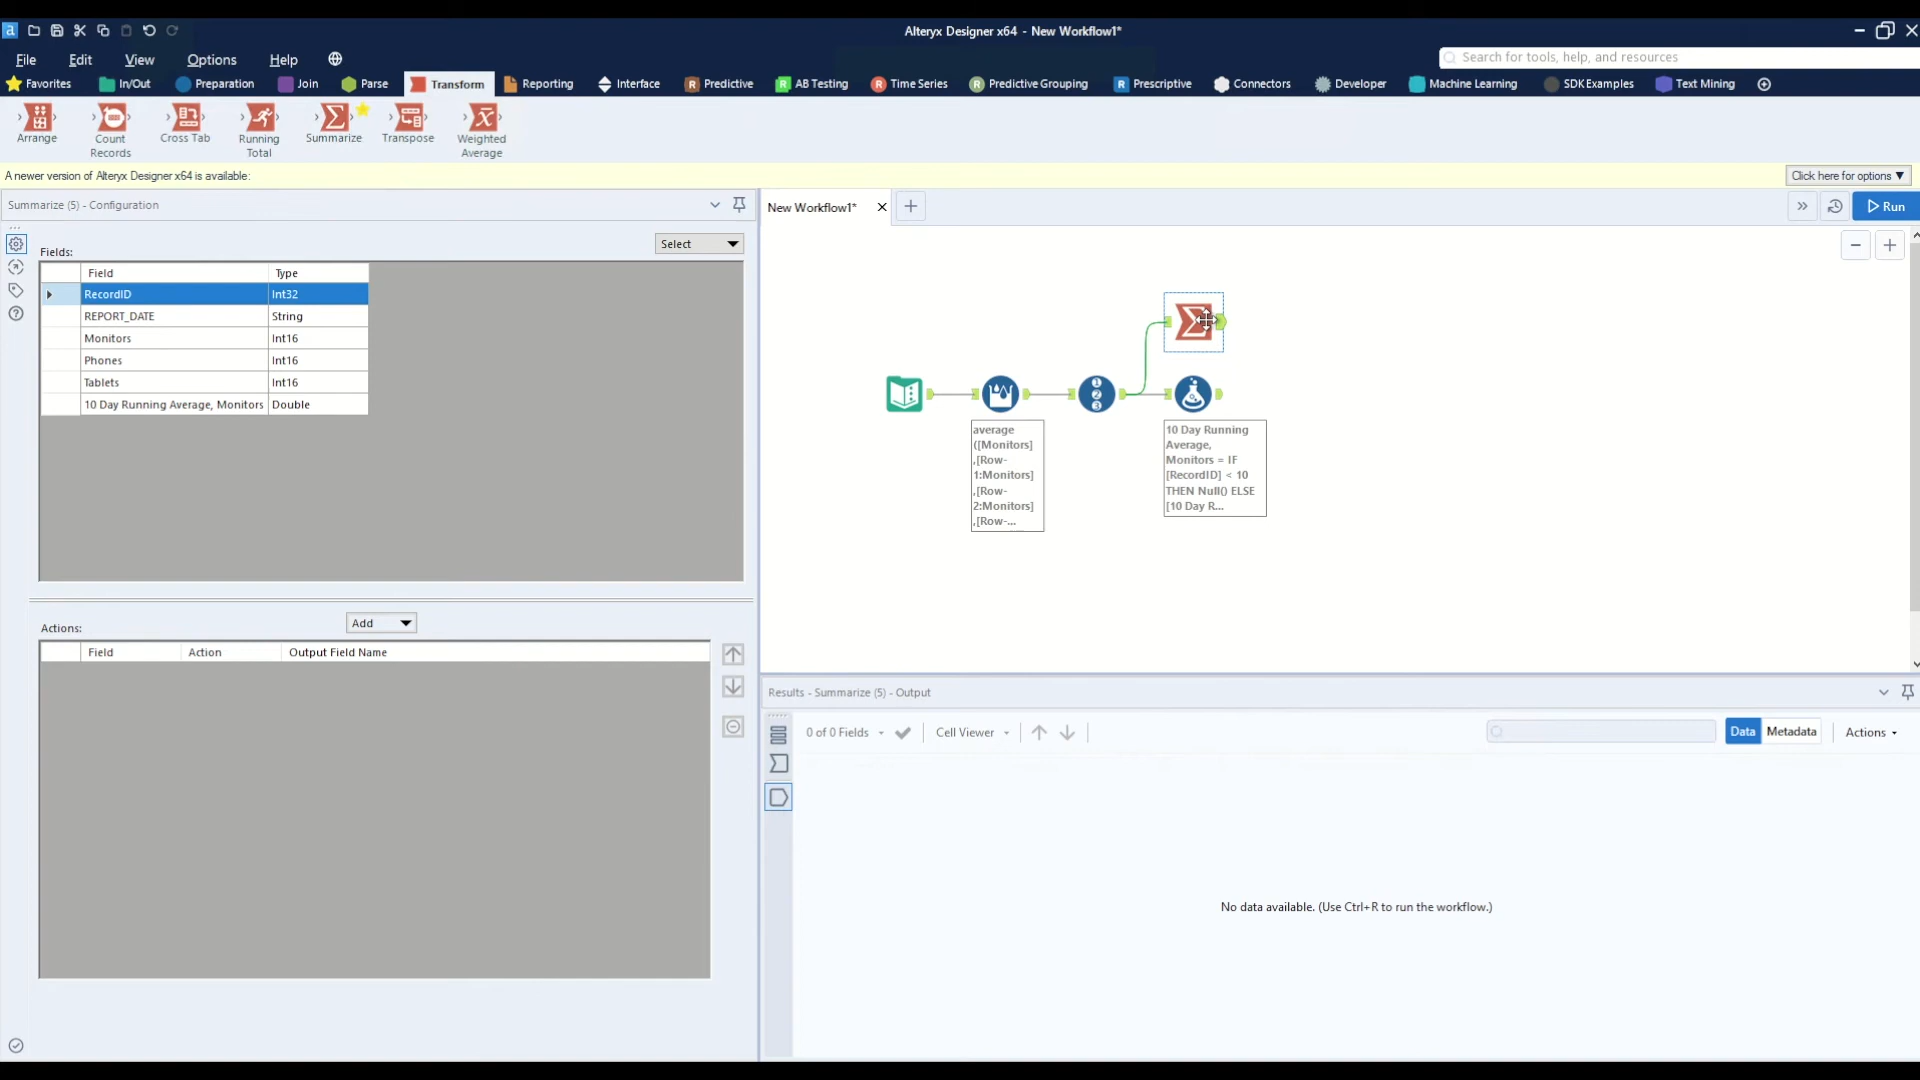 Alteryx Designer x64 - New Workflow1*
File Edit View Options Help
Search for tools, help, and resources
Favorites In/Out Preparation Join Parse Transform Reporting Interface Predictive AB Testing Time Series Predictive Grouping Prescriptive Connectors Developer Machine Learning SDK Examples Text Mining
Arrange Count Records Cross Tab Running Total Summarize Transpose Weighted Average
A newer version of Alteryx Designer x64 is available:
Click here for options ▼
Summarize (5) - Configuration
Fields:
Select
Field Type
RecordID Int32
REPORT_DATE String
Monitors Int16
Phones Int16
Tablets Int16
10 Day Running Average, Monitors Double
Actions:
Add
Field Action Output Field Name
New Workflow1*
Run
1
2
3
average
([Monitors]
,[Row-
1:Monitors]
,[Row-
2:Monitors]
,[Row-...
10 Day Running
Average,
Monitors = IF
[RecordID] < 10
THEN Null() ELSE
[10 Day R...
Results - Summarize (5) - Output
0 of 0 Fields Cell Viewer Data Metadata Actions
No data available. (Use Ctrl+R to run the workflow.)